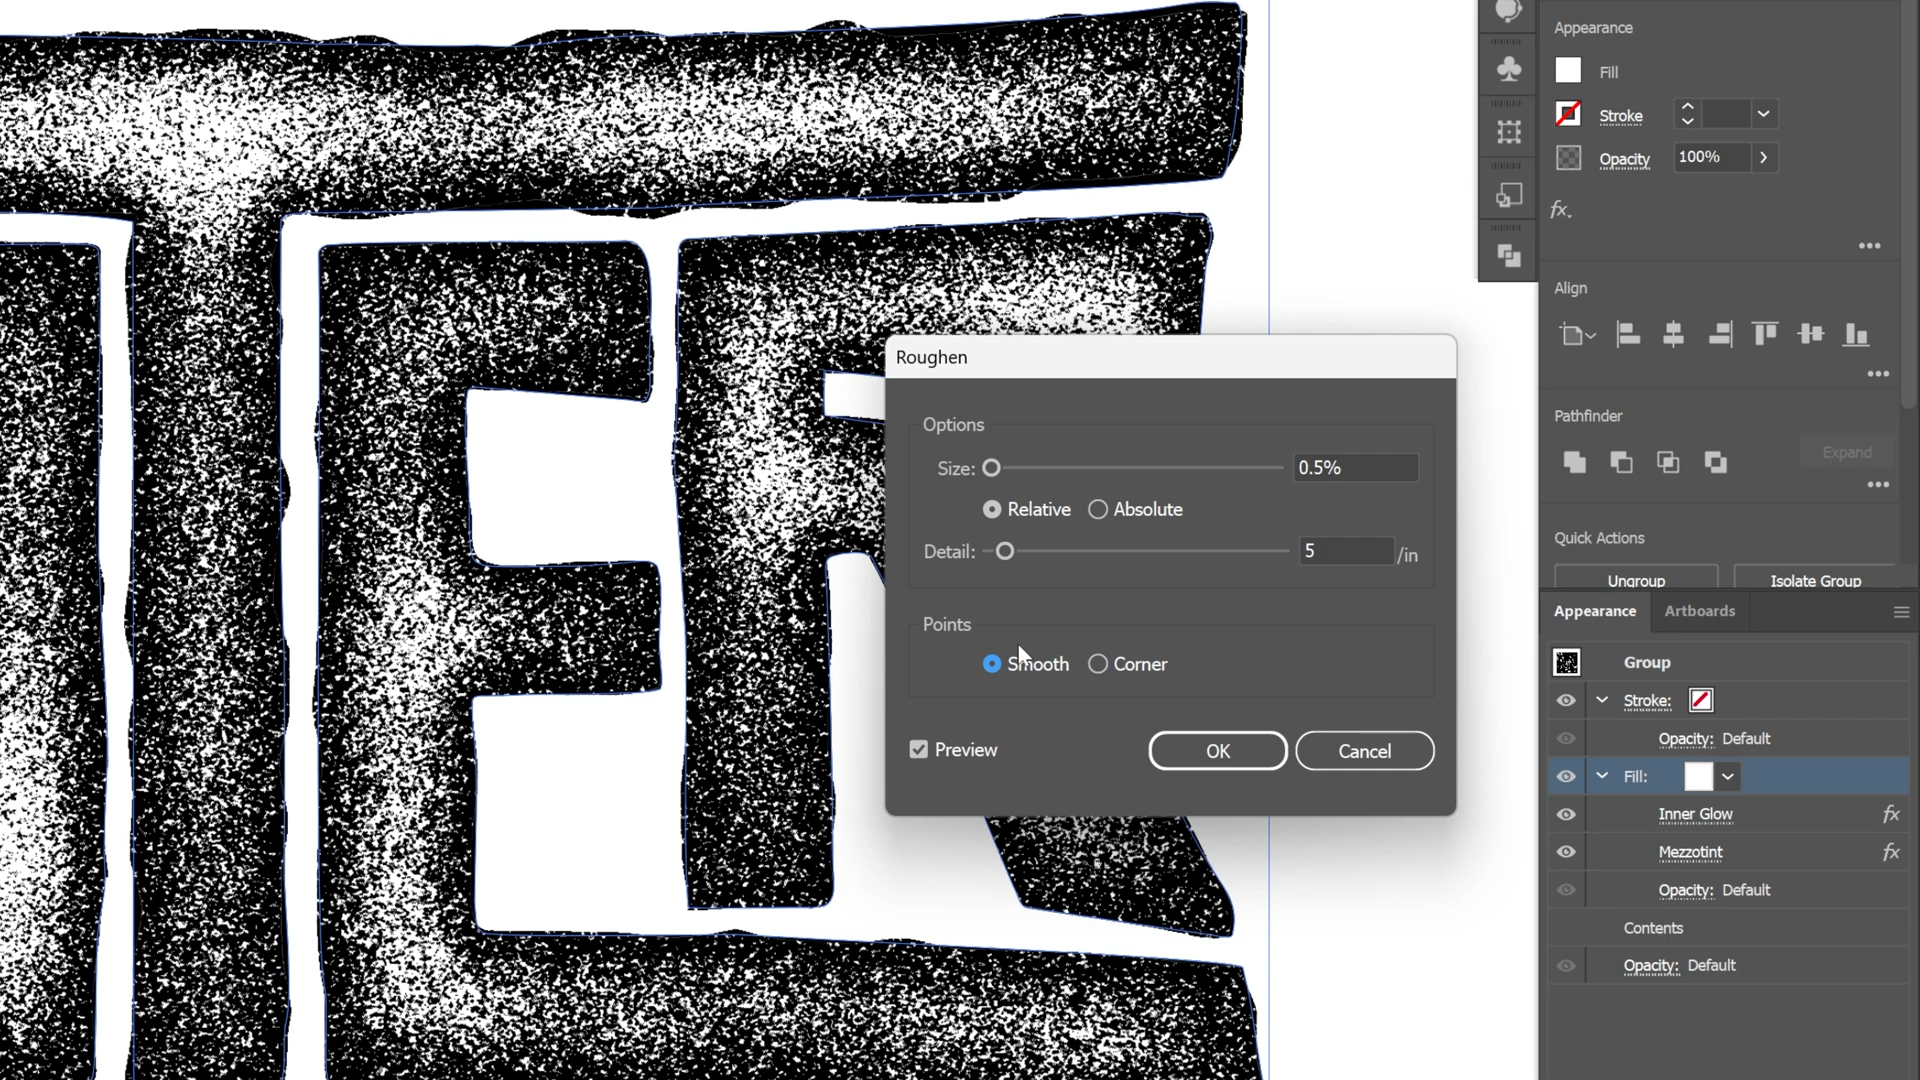 Appearance
Fill
Stroke
Opacity 100%
fx.
Align
Pathfinder
Expand
Quick Actions
Ungroup Isolate Group
Roughen
Options
Size: 0.5%
Relative Absolute
Detail: 5 /in
Points
Smooth Corner
Preview OK Cancel
Appearance Artboards
Group
Stroke:
Opacity: Default
Fill:
Inner Glow fx
Mezzotint fx
Opacity: Default
Contents
Opacity: Default